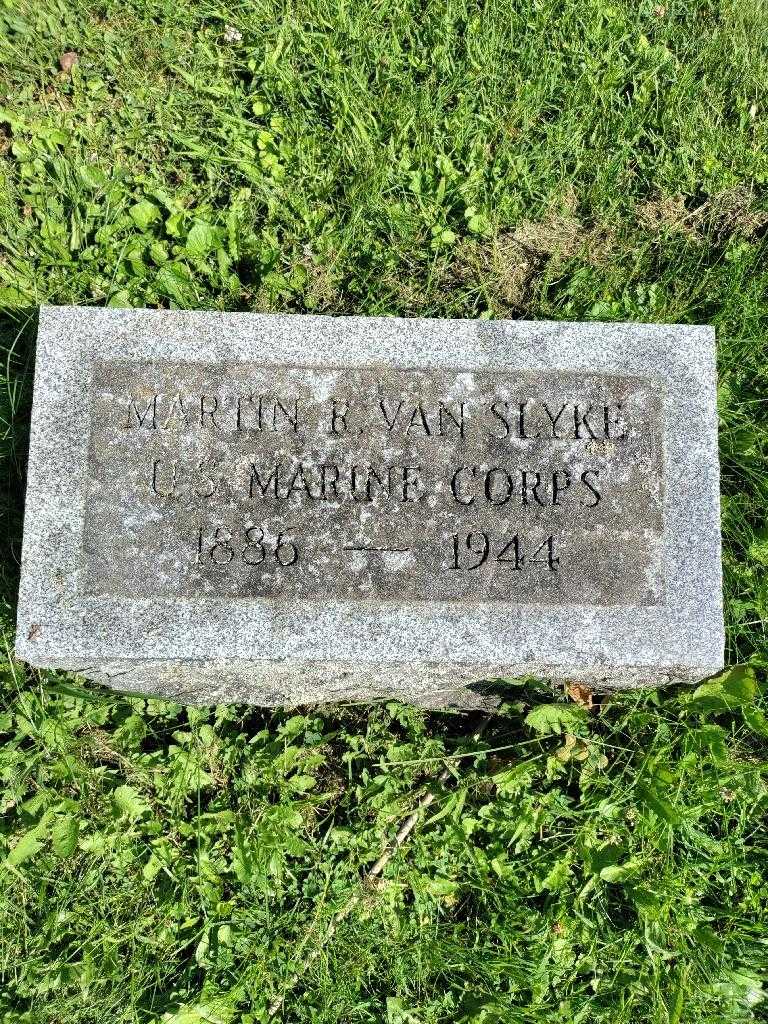 MARTIN R. VAN SLYKE
U.S. MARINE CORPS
1886 — 1944